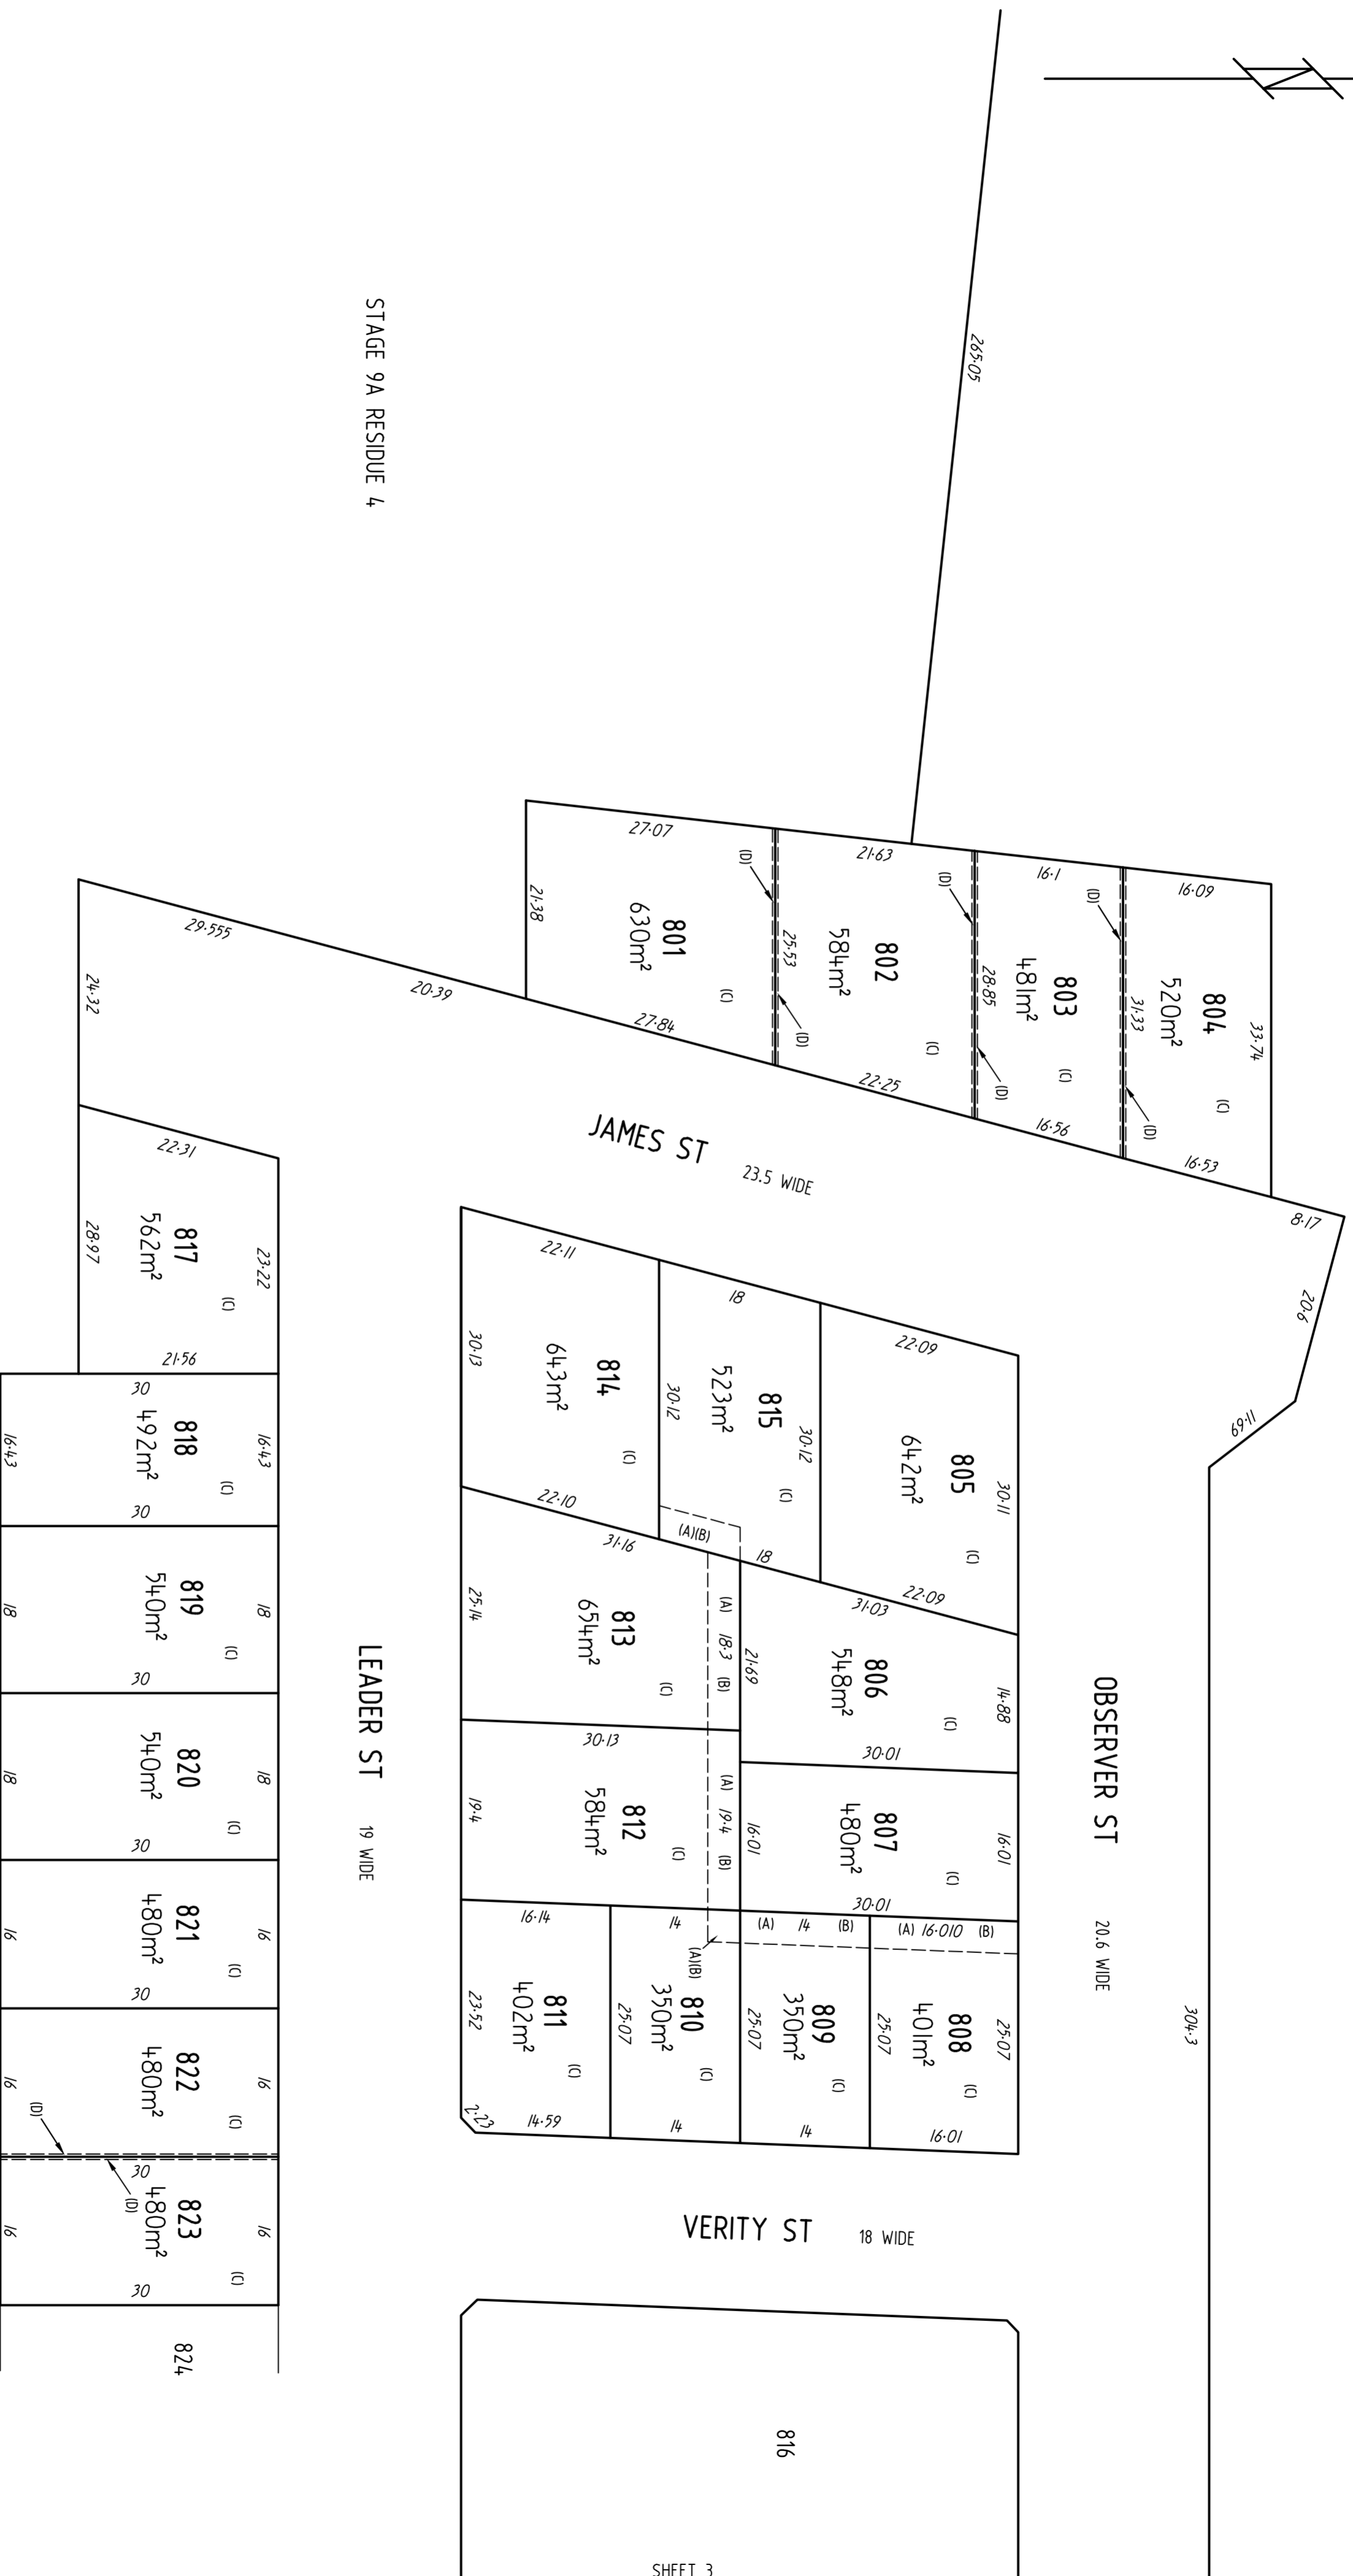 265·05
STAGE 9A RESIDUE 4
804
520m²
(C)
16·09
33·74
16·53
(D)
(D)
31·33
803
481m²
(C)
16·1
16·56
(D)
(D)
28·85
802
584m²
(C)
21·63
22·25
(D)
(D)
25·53
801
630m²
(C)
27·07
21·38
27·84
20·39
29·555
24·32
8·17
20·6
69·11
304·3
JAMES ST
23.5 WIDE
OBSERVER ST
20.6 WIDE
805
642m²
(C)
22·09
30·11
22·09
815
523m²
(C)
18
30·12
18
(A)(B)
814
643m²
(C)
22·11
30·12
30·13
22·10
806
548m²
(C)
31·03
14·88
30·01
21·69
807
480m²
(C)
16·01
30·01
16·01
813
654m²
(C)
31·16
(A) 18·3 (B)
25·14
30·13
812
584m²
(C)
(A) 19·4 (B)
19·4
808
401m²
(C)
(A) 16·010 (B)
25·07
25·07
16·01
809
350m²
(C)
(A) 14 (B)
25·07
14
810
350m²
(C)
14
(A)(B)
25·07
14
811
402m²
(C)
16·14
23·52
14·59
2·23
VERITY ST
18 WIDE
816
SHEET 3
LEADER ST
19 WIDE
817
562m²
(C)
22·31
23·22
28·97
21·56
818
492m²
(C)
30
16·43
16·43
30
819
540m²
(C)
18
18
30
820
540m²
(C)
18
18
30
821
480m²
(C)
16
16
30
822
480m²
(C)
16
16
(D)
(D)
30
823
480m²
(C)
16
16
30
824